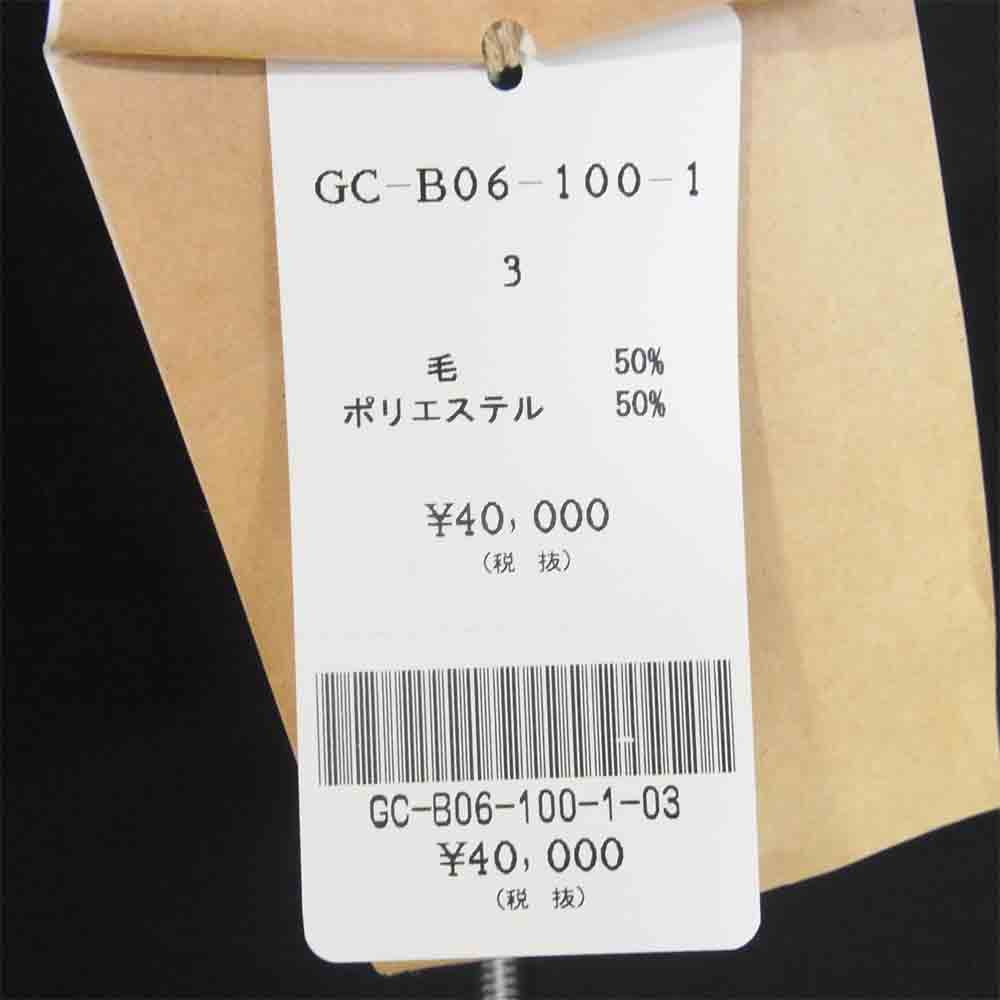 GC-B06-100-1
3
毛 50%
ポリエステル 50%
¥40,000
(税 抜)
GC-B06-100-1-03
¥40,000
(税 抜)